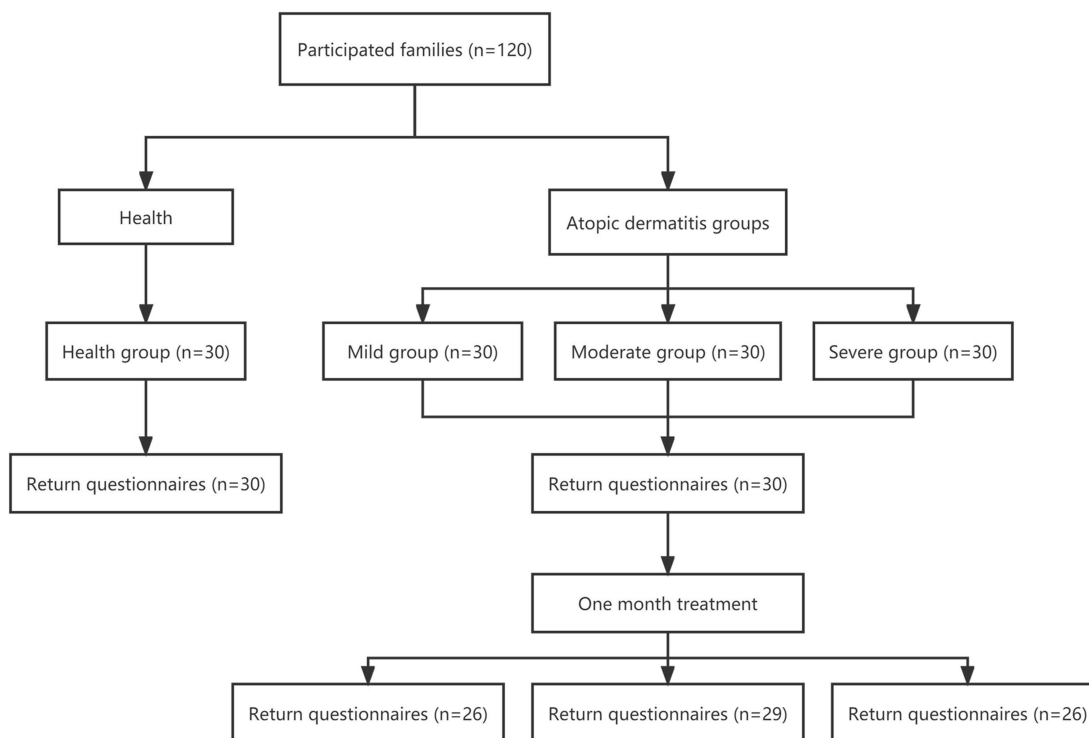 Participated families (n=120)
Health
Atopic dermatitis groups
Health group (n=30)
Mild group (n=30)
Moderate group (n=30)
Severe group (n=30)
Return questionnaires (n=30)
Return questionnaires (n=30)
One month treatment
Return questionnaires (n=26)
Return questionnaires (n=29)
Return questionnaires (n=26)